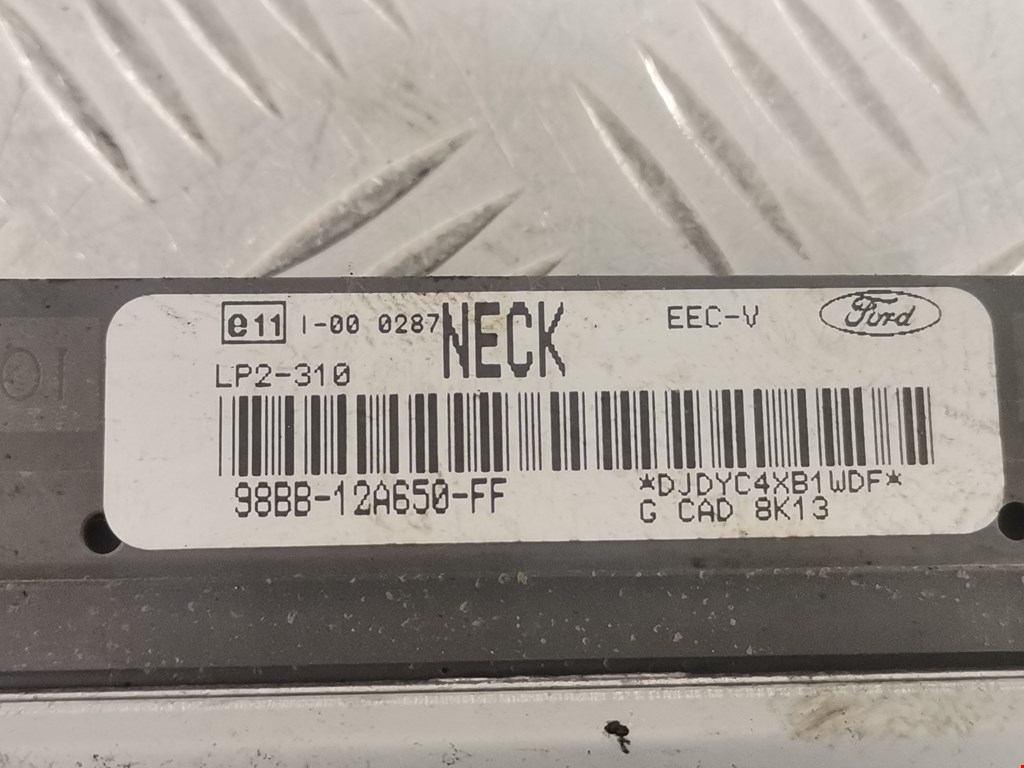 e11 I-00 0287 NECK EEC-V Ford
LP2-310
98BB-12A650-FF *DJDYC4XB1WDF*
G CAD 8K13